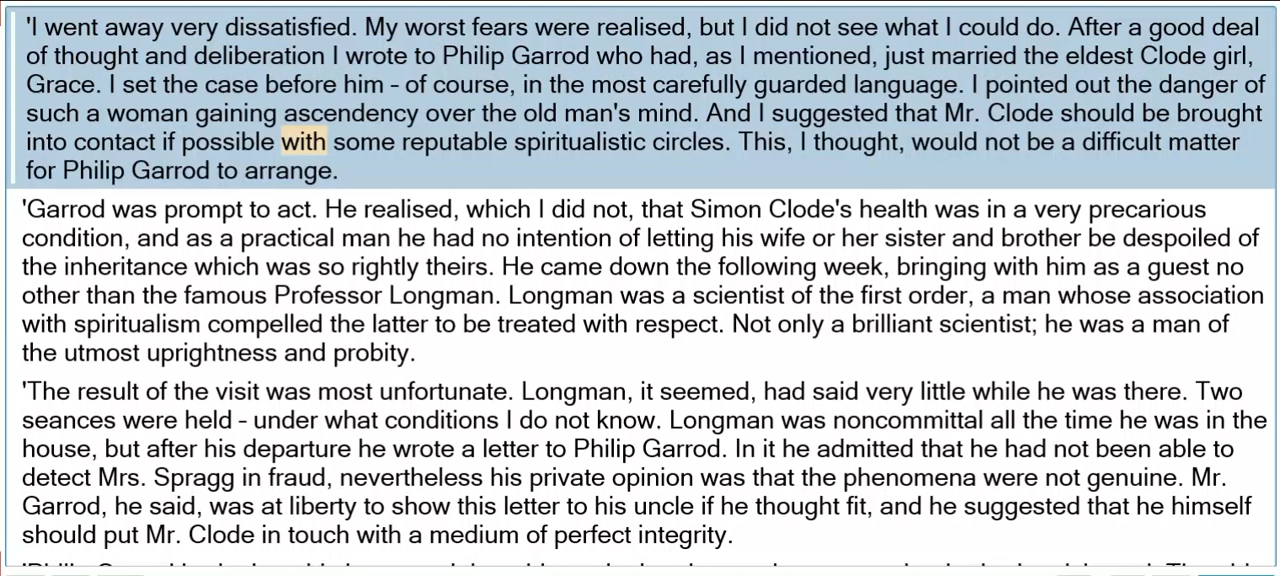 'I went away very dissatisfied. My worst fears were realised, but I did not see what I could do. After a good deal
of thought and deliberation I wrote to Philip Garrod who had, as I mentioned, just married the eldest Clode girl,
Grace. I set the case before him - of course, in the most carefully guarded language. I pointed out the danger of
such a woman gaining ascendency over the old man's mind. And I suggested that Mr. Clode should be brought
into contact if possible with some reputable spiritualistic circles. This, I thought, would not be a difficult matter
for Philip Garrod to arrange.
'Garrod was prompt to act. He realised, which I did not, that Simon Clode's health was in a very precarious
condition, and as a practical man he had no intention of letting his wife or her sister and brother be despoiled of
the inheritance which was so rightly theirs. He came down the following week, bringing with him as a guest no
other than the famous Professor Longman. Longman was a scientist of the first order, a man whose association
with spiritualism compelled the latter to be treated with respect. Not only a brilliant scientist; he was a man of
the utmost uprightness and probity.
'The result of the visit was most unfortunate. Longman, it seemed, had said very little while he was there. Two
seances were held - under what conditions I do not know. Longman was noncommittal all the time he was in the
house, but after his departure he wrote a letter to Philip Garrod. In it he admitted that he had not been able to
detect Mrs. Spragg in fraud, nevertheless his private opinion was that the phenomena were not genuine. Mr.
Garrod, he said, was at liberty to show this letter to his uncle if he thought fit, and he suggested that he himself
should put Mr. Clode in touch with a medium of perfect integrity.